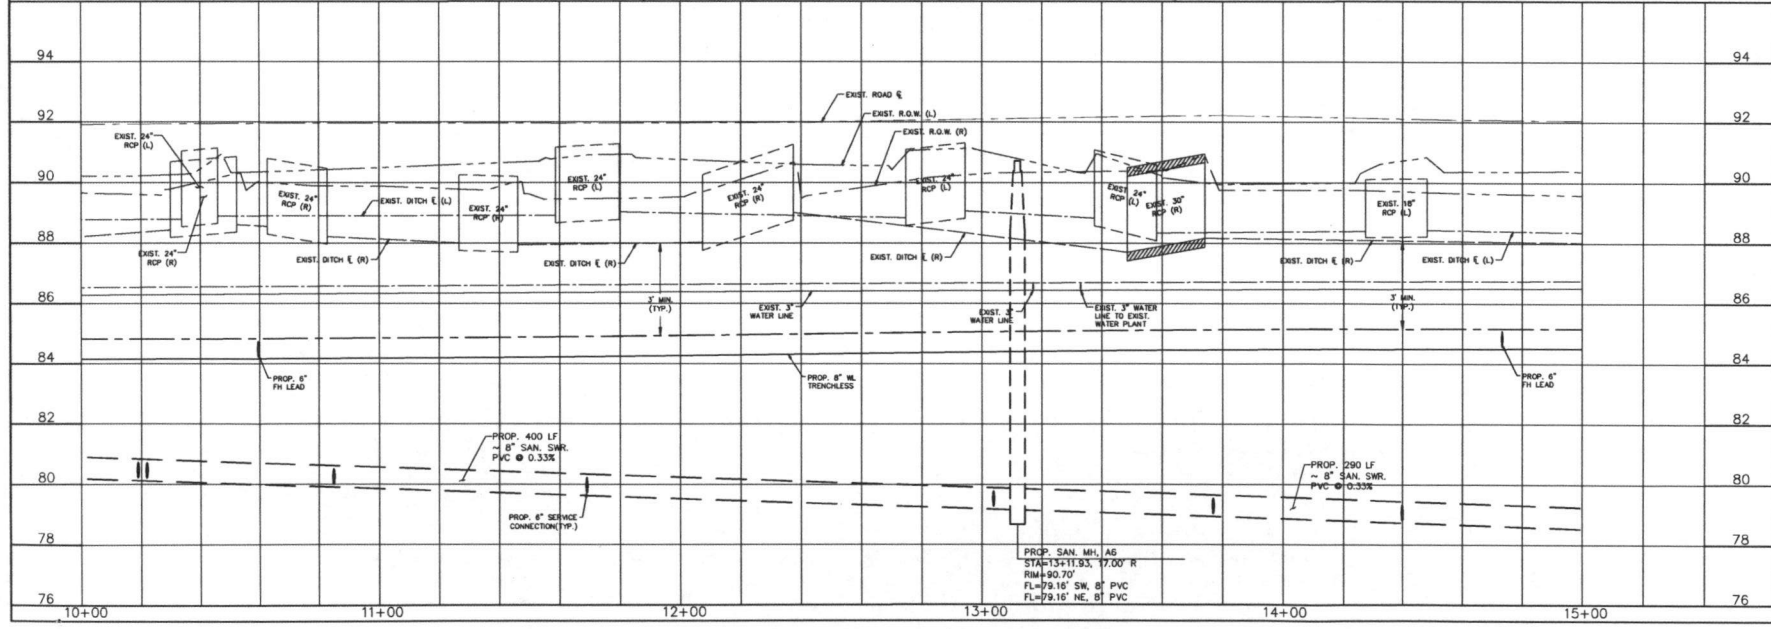 94
92
90
88
86
84
82
80
78
76
94
92
90
88
86
84
82
80
78
76
EXIST. ROAD ℄
EXIST. R.O.W. (L)
EXIST. R.O.W. (R)
EXIST. 24"
RCP (L)
EXIST. 24"
RCP (R)
EXIST. 24"
RCP (R)
EXIST. DITCH ℄ (L)
EXIST. DITCH ℄ (R)
EXIST. 24"
RCP (R)
EXIST. 24"
RCP (L)
EXIST. DITCH ℄ (R)
EXIST. 24"
RCP (R)
EXIST. 24"
RCP (L)
EXIST. DITCH ℄ (R)
EXIST. 24"
RCP (L)
EXIST. 30"
RCP (R)
EXIST. 18"
RCP (L)
EXIST. DITCH ℄ (R)
EXIST. DITCH ℄ (L)
3' MIN.
(TYP.)
EXIST. 3"
WATER LINE
EXIST. 3"
WATER LINE
EXIST. 3" WATER
LINE TO EXIST.
WATER PLANT
3' MIN.
(TYP.)
PROP. 6"
FH LEAD
PROP. 8" WL
TRENCHLESS
PROP. 6"
FH LEAD
PROP. 400 LF
~ 8" SAN. SWR.
PVC @ 0.33%
PROP. 6" SERVICE
CONNECTION(TYP.)
PROP. 290 LF
~ 8" SAN. SWR.
PVC @ 0.33%
PROP. SAN. MH, A6
STA=13+11.93, 17.00' R
RIM=90.70'
FL=79.16' SW, 8" PVC
FL=79.16' NE, 8" PVC
10+00
11+00
12+00
13+00
14+00
15+00